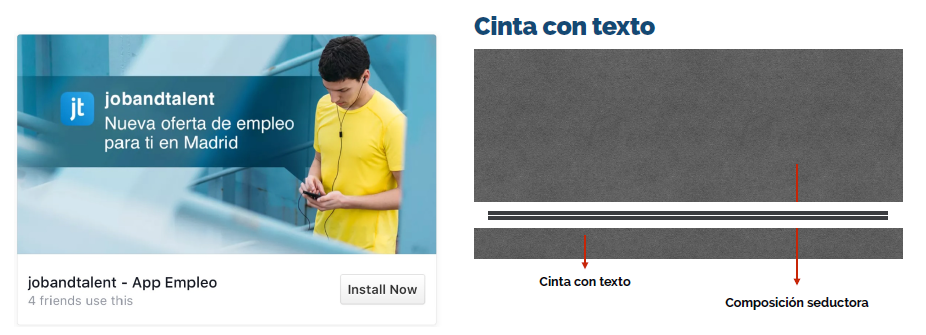 Cinta con texto
jt
jobandtalent
Nueva oferta de empleo
para ti en Madrid
jobandtalent - App Empleo
4 friends use this
Install Now
Cinta con texto
Composición seductora